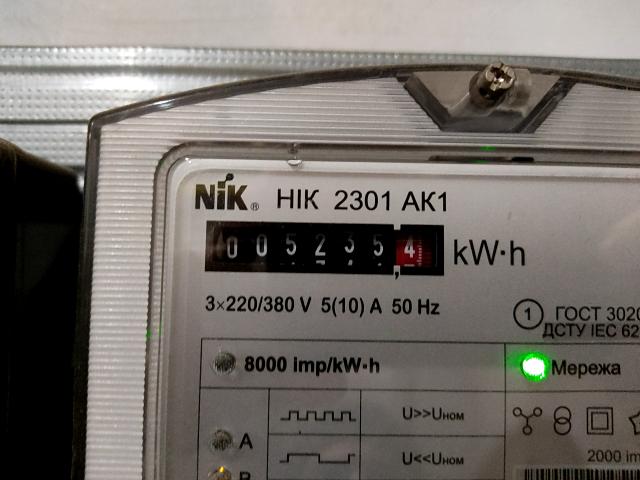 NiK® НІК 2301 АК1
0052354 kW·h
3×220/380 V 5(10) A 50 Hz
1 ГОСТ 3020
ДСТУ IEC 62
8000 imp/kW·h
Мережа
U>>Uном
A
U<<Uном
B
2000 im